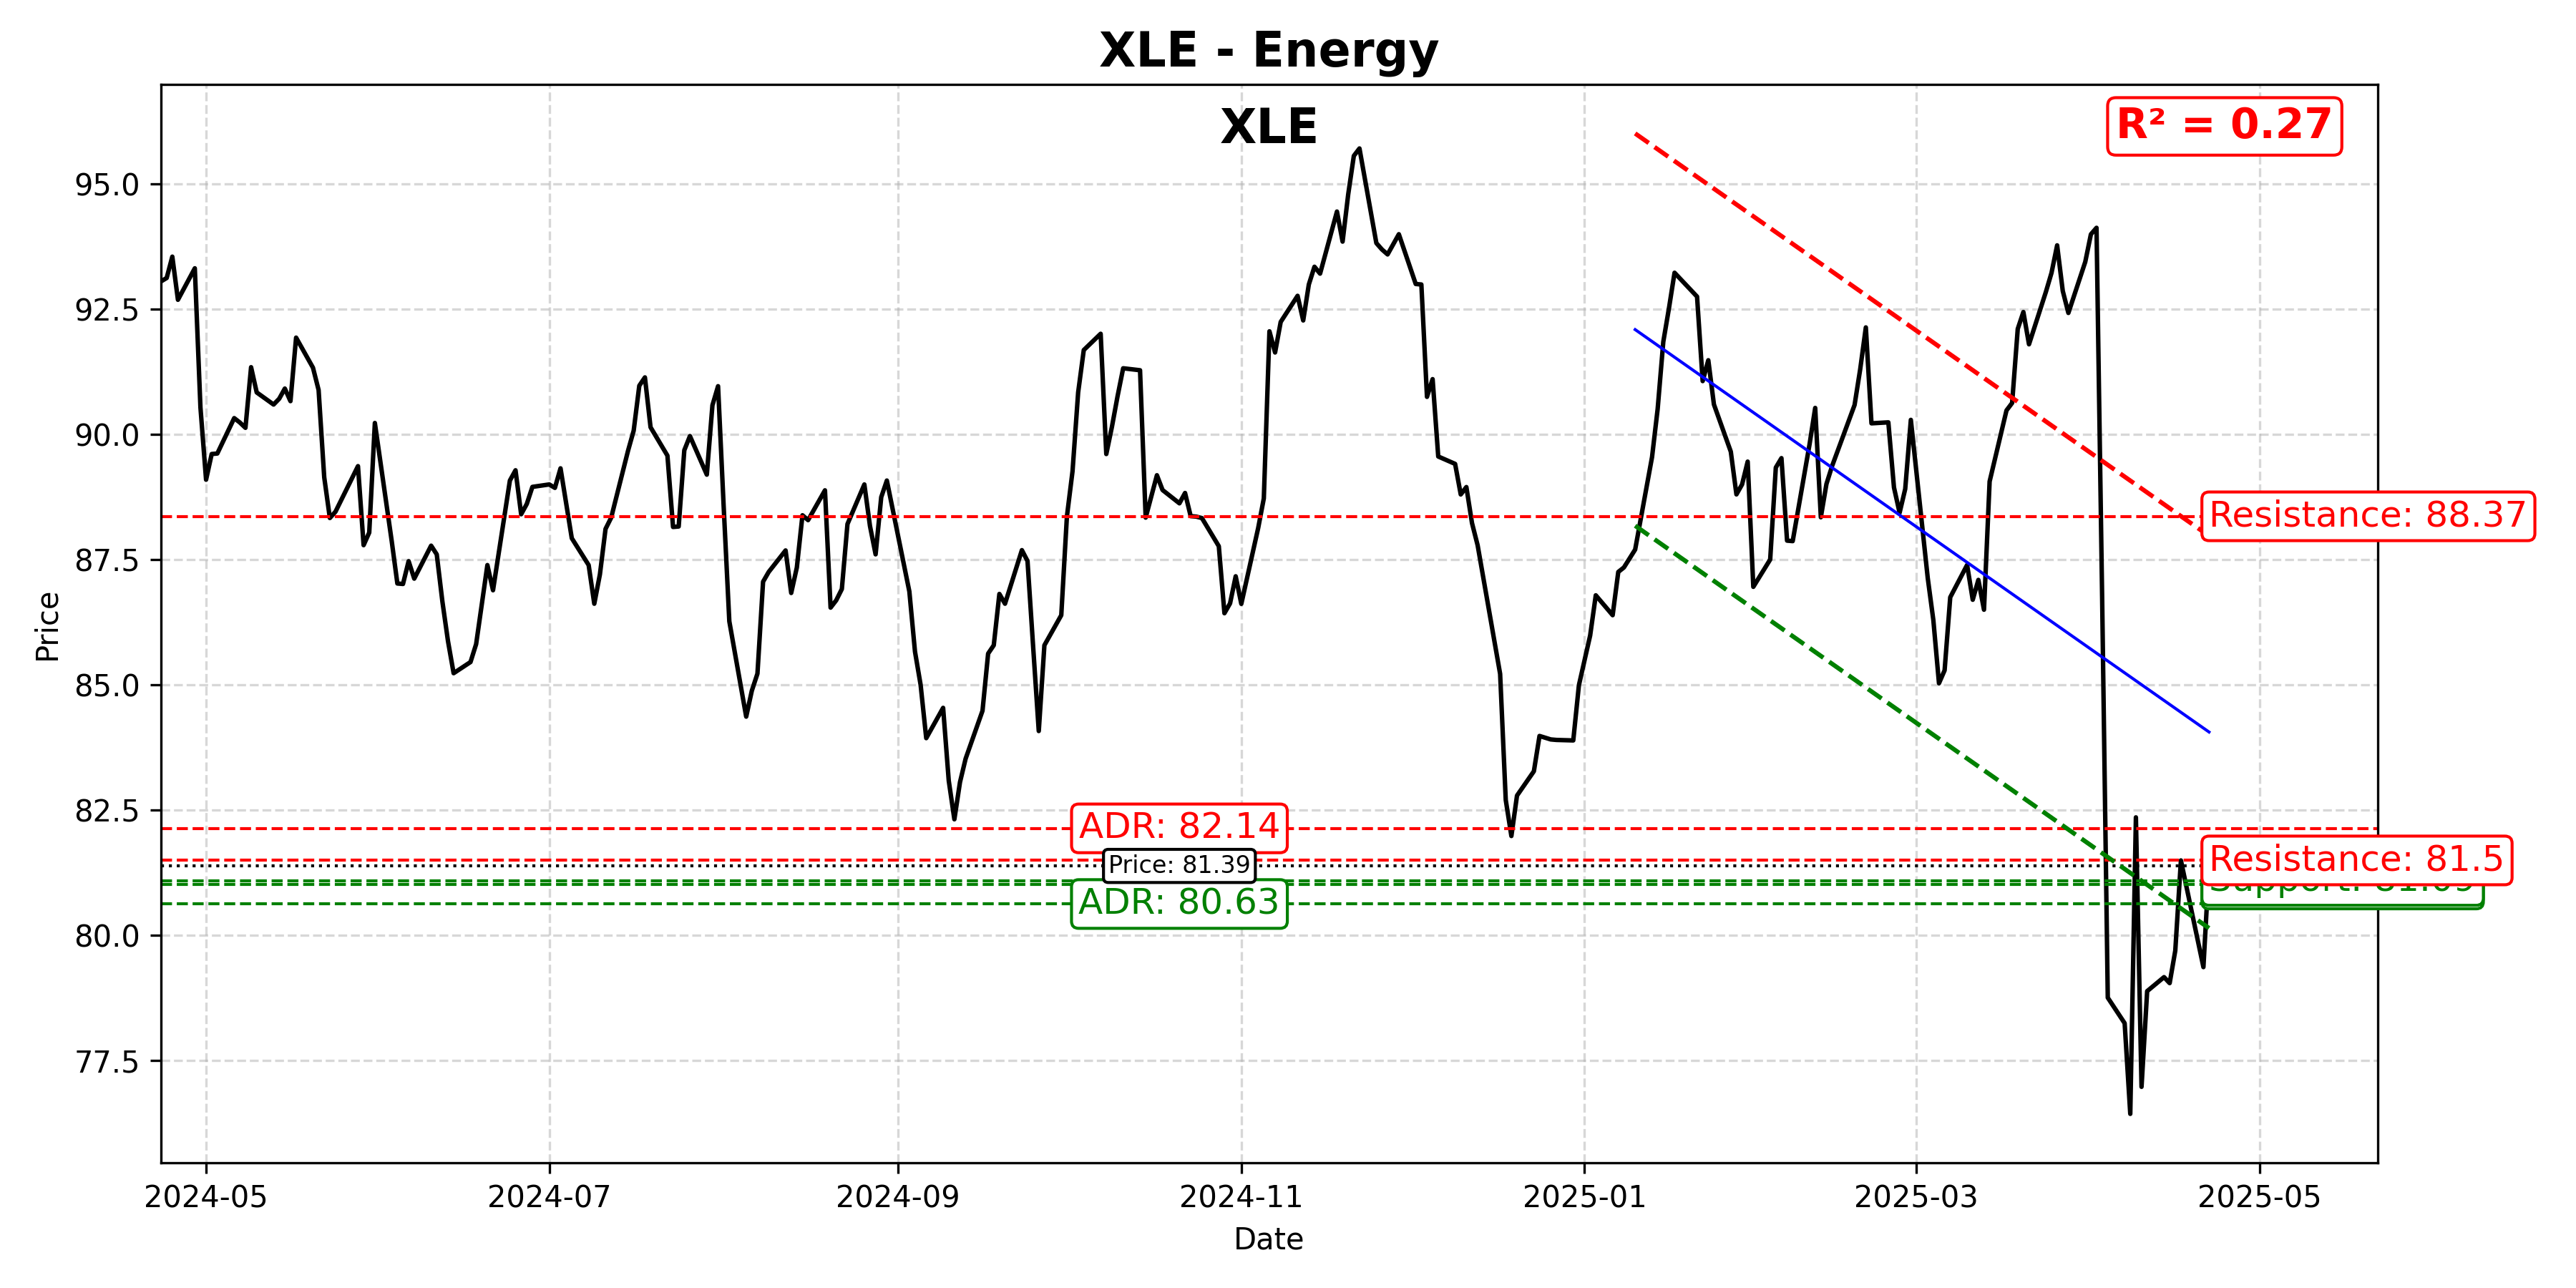 XLE - Energy
XLE
R² = 0.27
95.0
92.5
90.0
87.5
85.0
82.5
80.0
77.5
Price
Resistance: 88.37
ADR: 82.14
Price: 81.39
Resistance: 81.5
ADR: 80.63
2024-05
2024-07
2024-09
2024-11
2025-01
2025-03
2025-05
Date